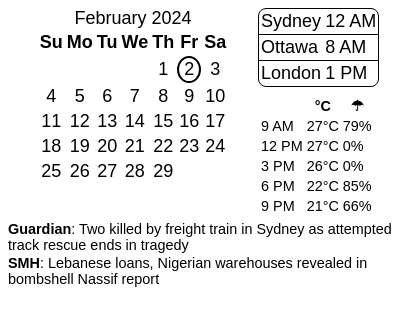 February 2024
Su Mo Tu We Th Fr Sa
1 2 3
4 5 6 7 8 9 10
11 12 13 14 15 16 17
18 19 20 21 22 23 24
25 26 27 28 29
Sydney 12 AM
Ottawa 8 AM
London 1 PM
°C ☂
9 AM 27°C 79%
12 PM 27°C 0%
3 PM 26°C 0%
6 PM 22°C 85%
9 PM 21°C 66%
Guardian: Two killed by freight train in Sydney as attempted
track rescue ends in tragedy
SMH: Lebanese loans, Nigerian warehouses revealed in
bombshell Nassif report